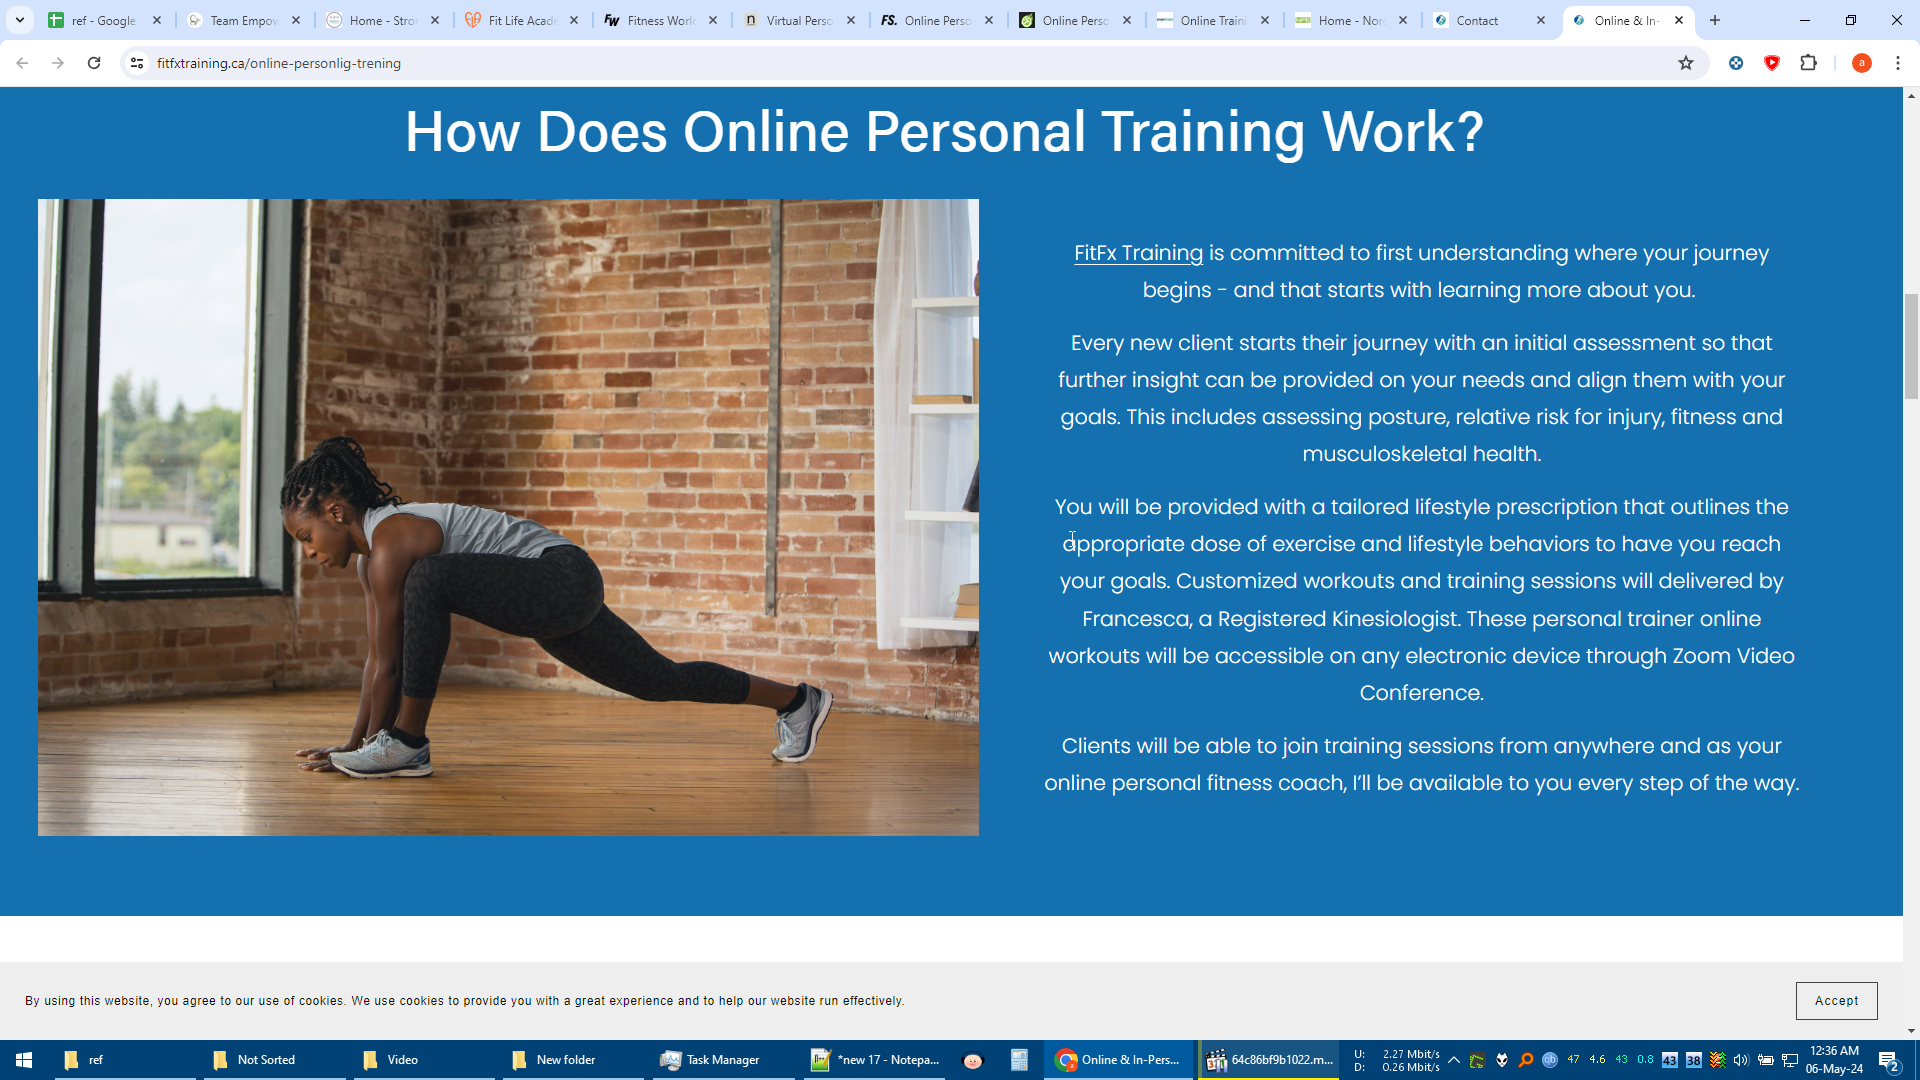 ref - Google
Team Empow
Home - Stro
Fit Life Acade
Fitness Work
Virtual Perso
Online Perso
Online Perso
Online Traini
Home - Nord
Contact
Online & In-
fitfxtraining.ca/online-personlig-trening
How Does Online Personal Training Work?
FitFx Training is committed to first understanding where your journey
begins - and that starts with learning more about you.
Every new client starts their journey with an initial assessment so that
further insight can be provided on your needs and align them with your
goals. This includes assessing posture, relative risk for injury, fitness and
musculoskeletal health.
You will be provided with a tailored lifestyle prescription that outlines the
appropriate dose of exercise and lifestyle behaviors to have you reach
your goals. Customized workouts and training sessions will delivered by
Francesca, a Registered Kinesiologist. These personal trainer online
workouts will be accessible on any electronic device through Zoom Video
Conference.
Clients will be able to join training sessions from anywhere and as your
online personal fitness coach, I'll be available to you every step of the way.
By using this website, you agree to our use of cookies. We use cookies to provide you with a great experience and to help our website run effectively.
Accept
ref
Not Sorted
Video
New folder
Task Manager
*new 17 - Notepa...
Online & In-Pers...
64c86bf9b1022.m...
U: 2.27 Mbit/s
D: 0.26 Mbit/s
47 4.6 43 0.8 43 38
12:36 AM
06-May-24
2